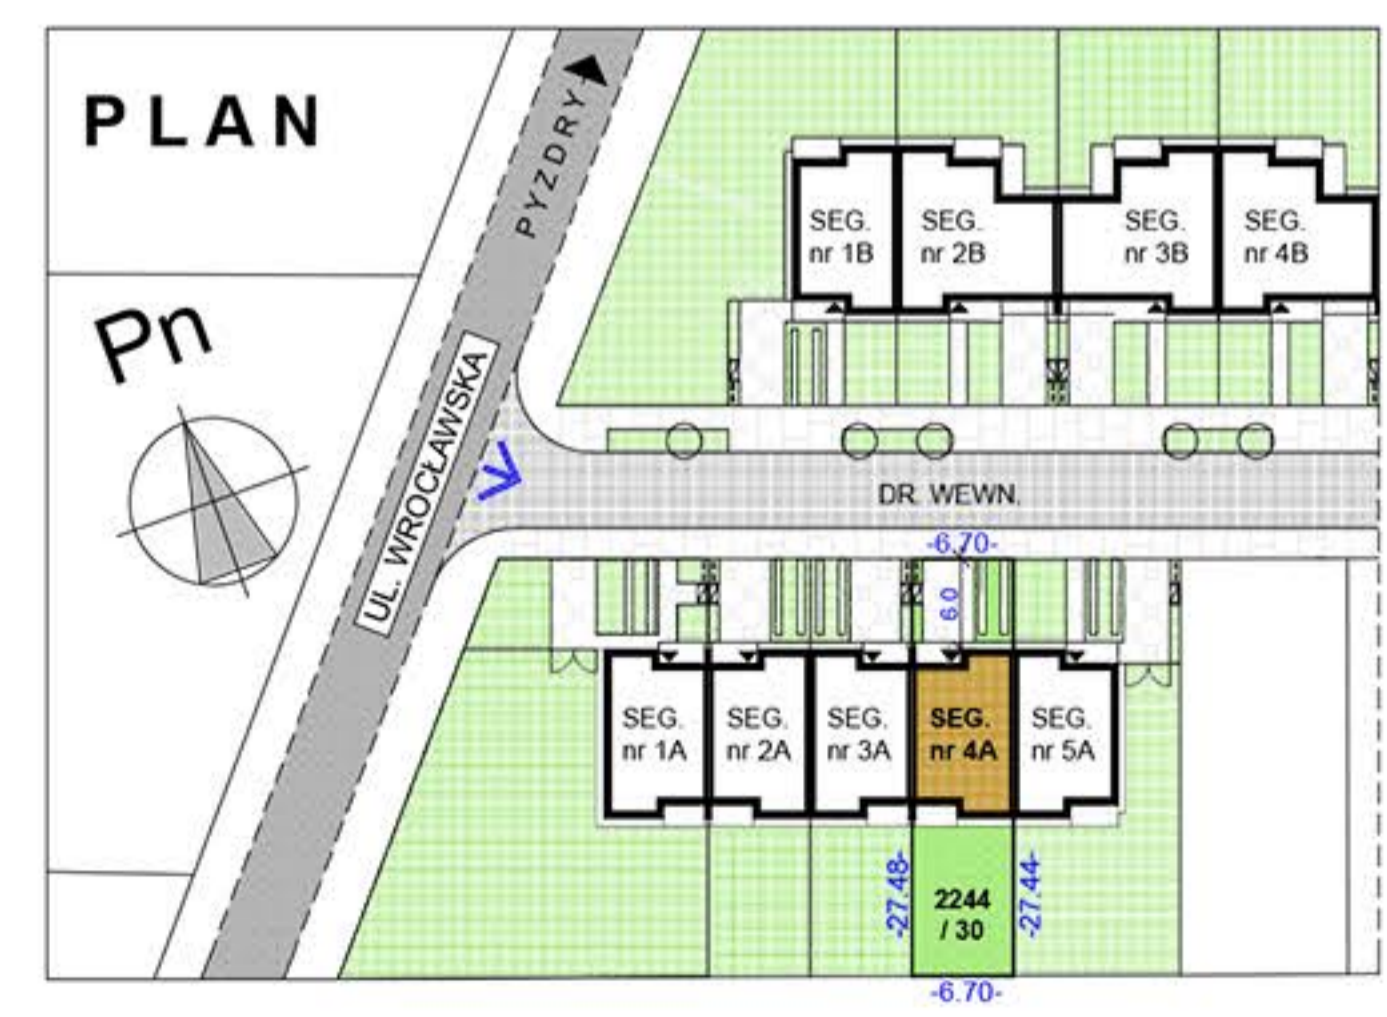 PLAN
PYZDRY
Pn
UL. WROCŁAWSKA
SEG.
nr 1B
SEG.
nr 2B
SEG.
nr 3B
SEG.
nr 4B
DR. WEWN.
-6.70-
6.0
SEG.
nr 1A
SEG.
nr 2A
SEG.
nr 3A
SEG.
nr 4A
SEG.
nr 5A
-27.48-
2244
/ 30
-27.44-
-6.70-